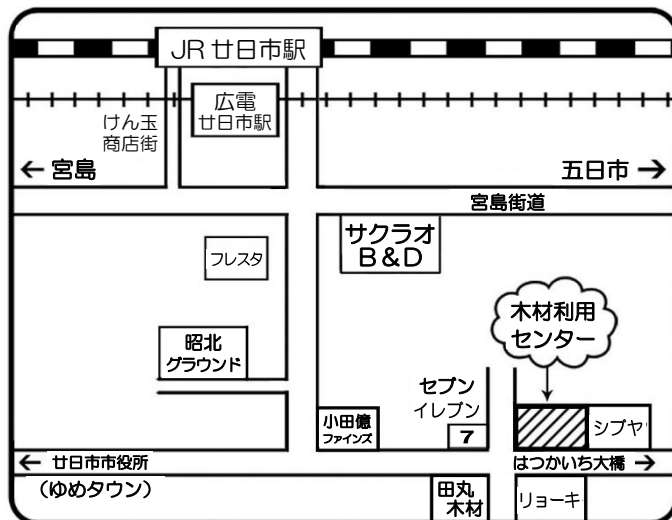 JR 廿日市駅
広電
廿日市駅
けん玉
商店街
← 宮島
五日市 →
宮島街道
サクラオ
B&D
フレスタ
木材利用
センター
昭北
グラウンド
セブン
イレブン
7
小田億
ファインズ
シブヤ
← 廿日市市役所
(ゆめタウン)
はつかいち大橋 →
田丸
木材
リョーキ